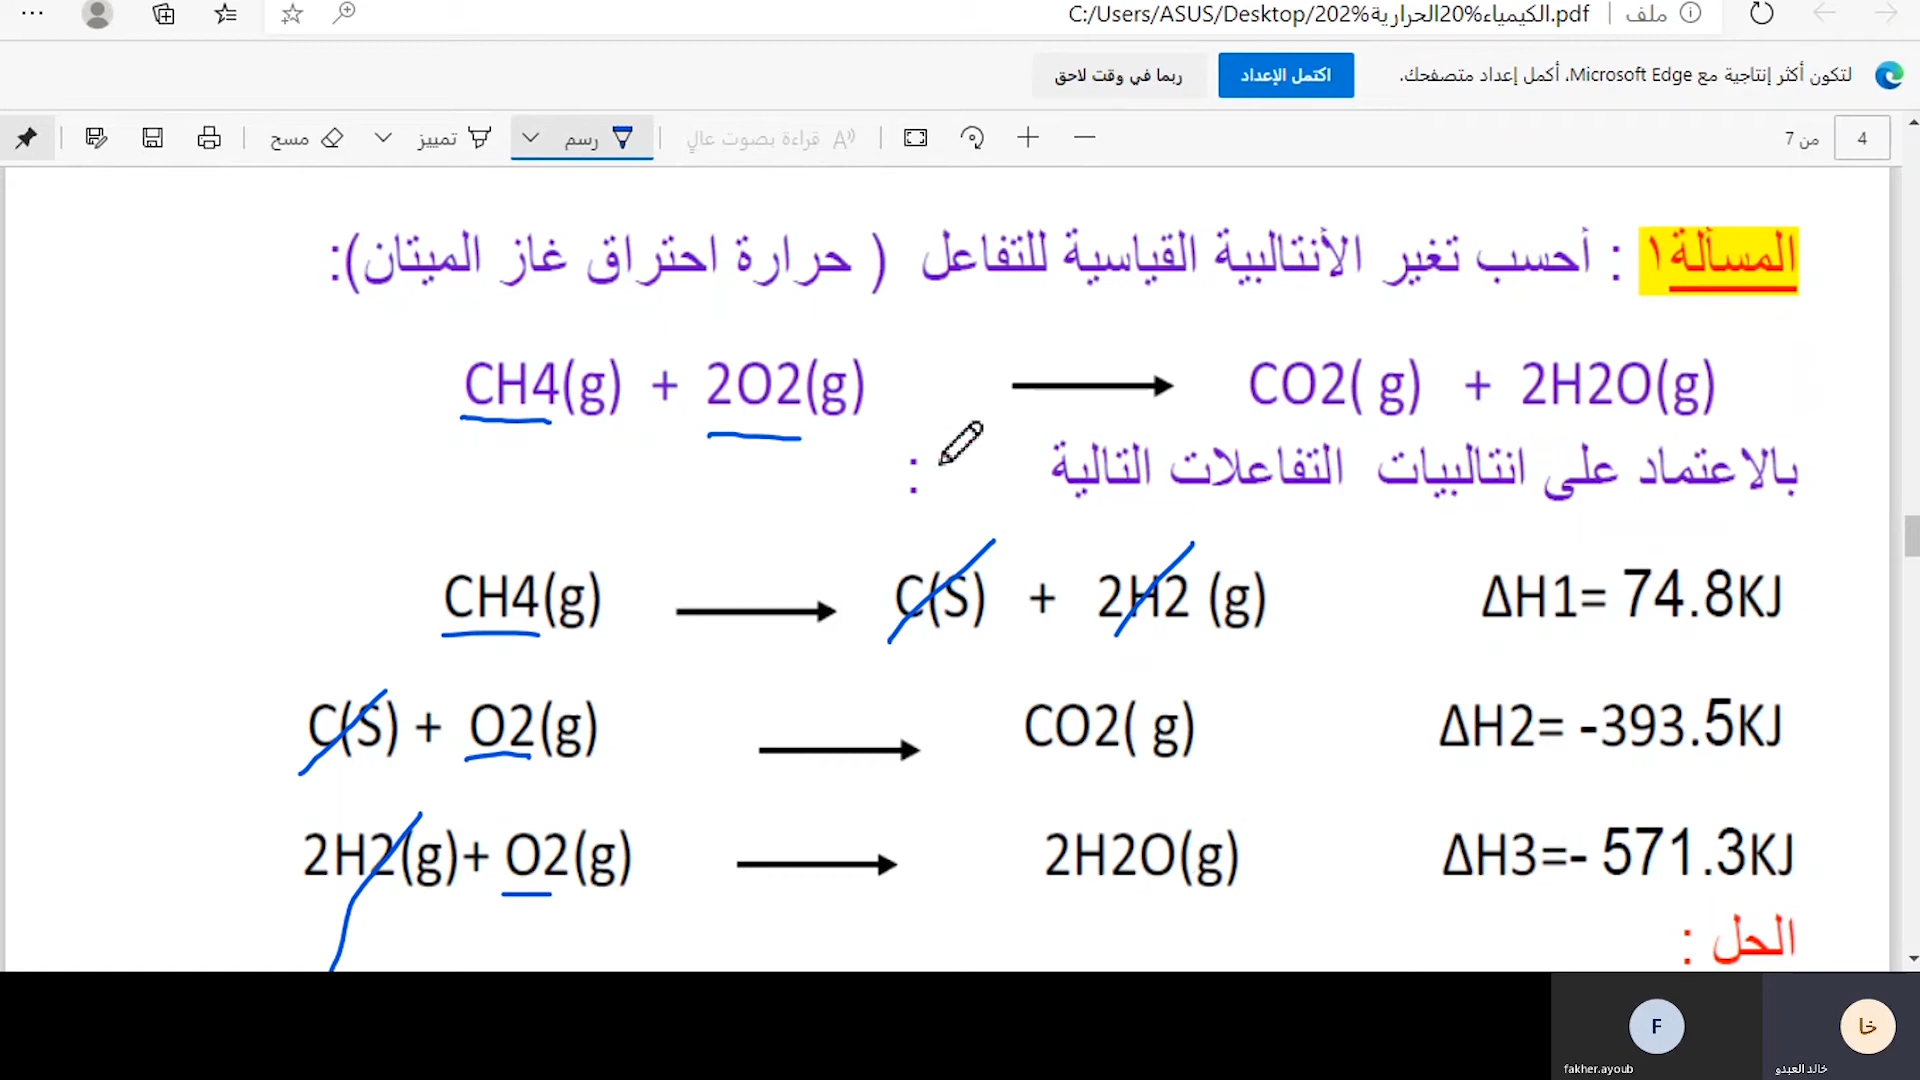 C:/Users/ASUS/Desktop/202%الحرارية20%الكيمياء.pdf
ملف
لتكون أكثر إنتاجية مع Microsoft Edge، أكمل إعداد متصفحك.
اكتمل الإعداد
ربما في وقت لاحق
4 من 7
قراءة بصوت عالٍ
رسم
تمييز
مسح
المسألة١ : أحسب تغير الأنتالبية القياسية للتفاعل ( حرارة احتراق غاز الميتان):
CH4(g) + 2O2(g) → CO2( g) + 2H2O(g)
بالاعتماد على انتالبيات التفاعلات التالية :
CH4(g) → C(S) + 2H2 (g) ΔH1= 74.8KJ
C(S) + O2(g) → CO2( g) ΔH2= -393.5KJ
2H2(g)+ O2(g) → 2H2O(g) ΔH3=- 571.3KJ
الحل :
F
fakher.ayoub
خا
خالد العبدو